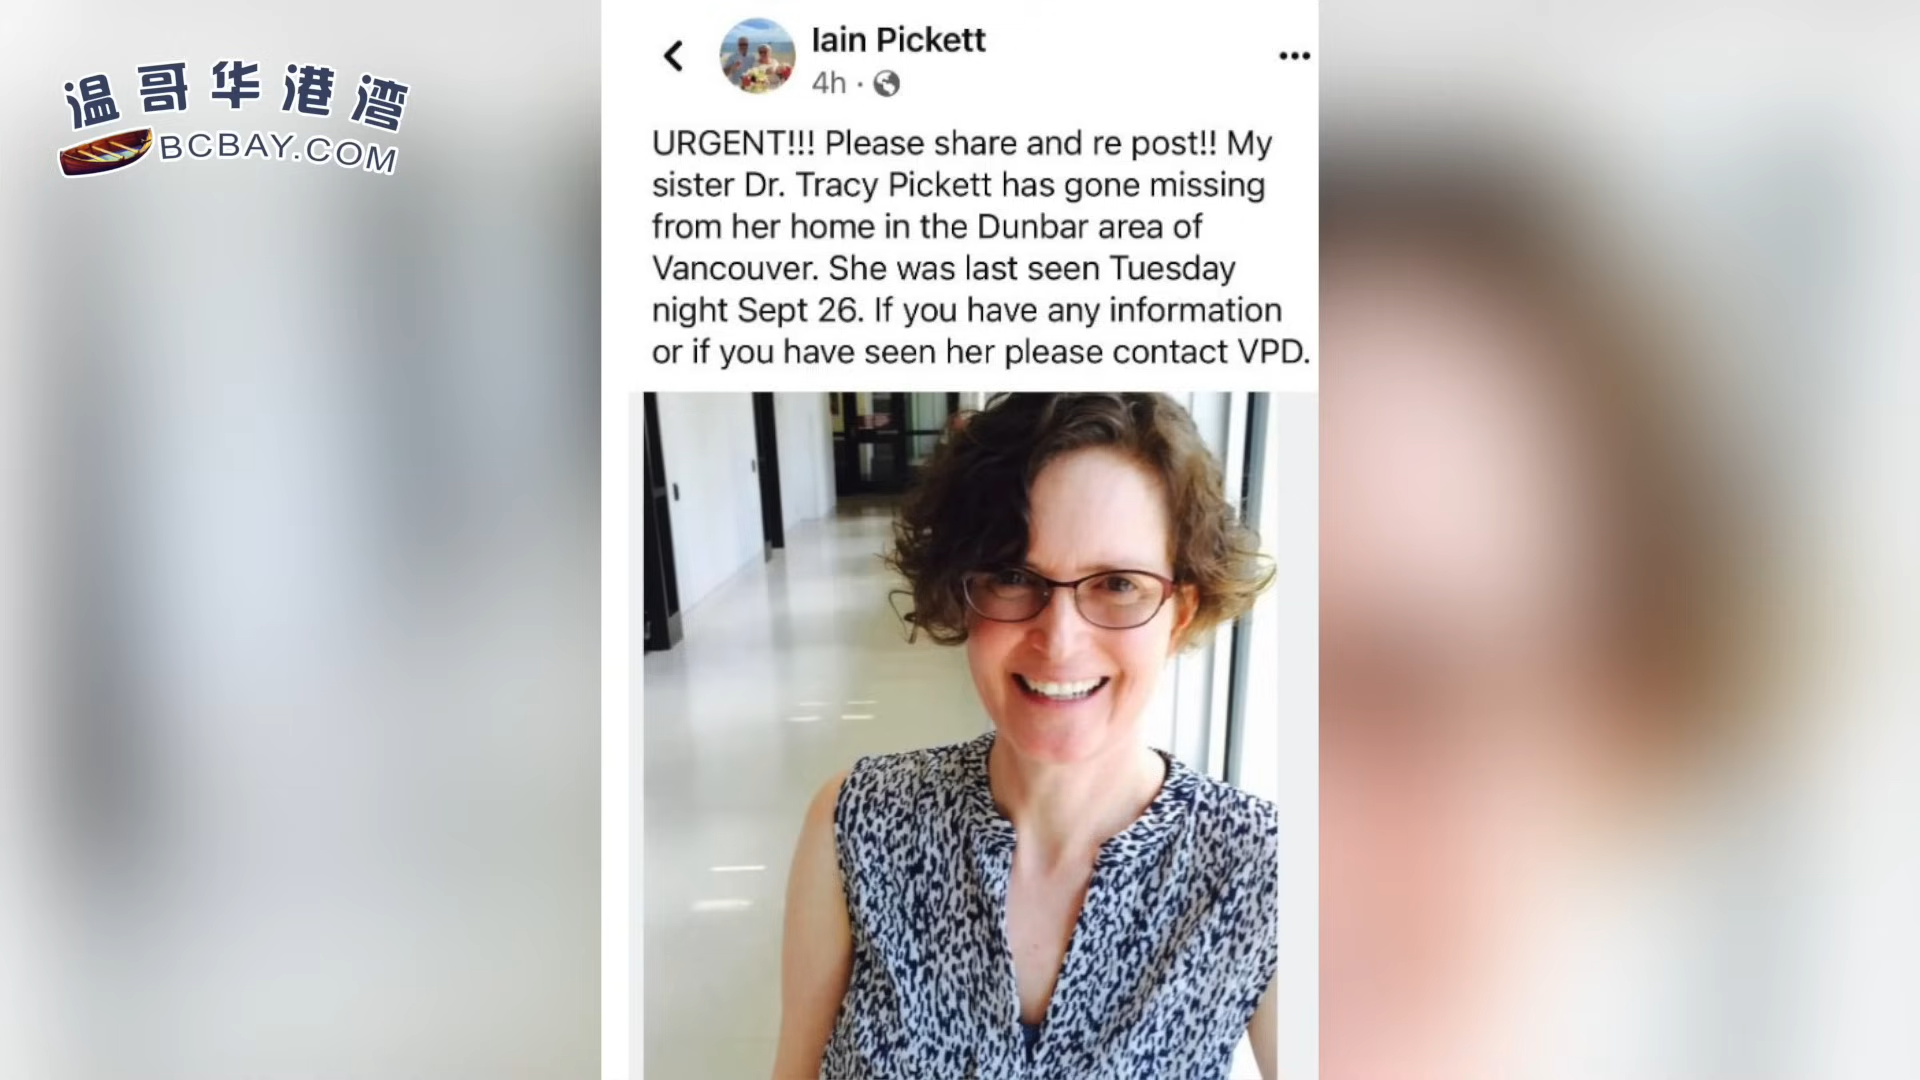 温哥华港湾
BCBAY.COM
Iain Pickett
4h ·
URGENT!!! Please share and re post!! My
sister Dr. Tracy Pickett has gone missing
from her home in the Dunbar area of
Vancouver. She was last seen Tuesday
night Sept 26. If you have any information
or if you have seen her please contact VPD.